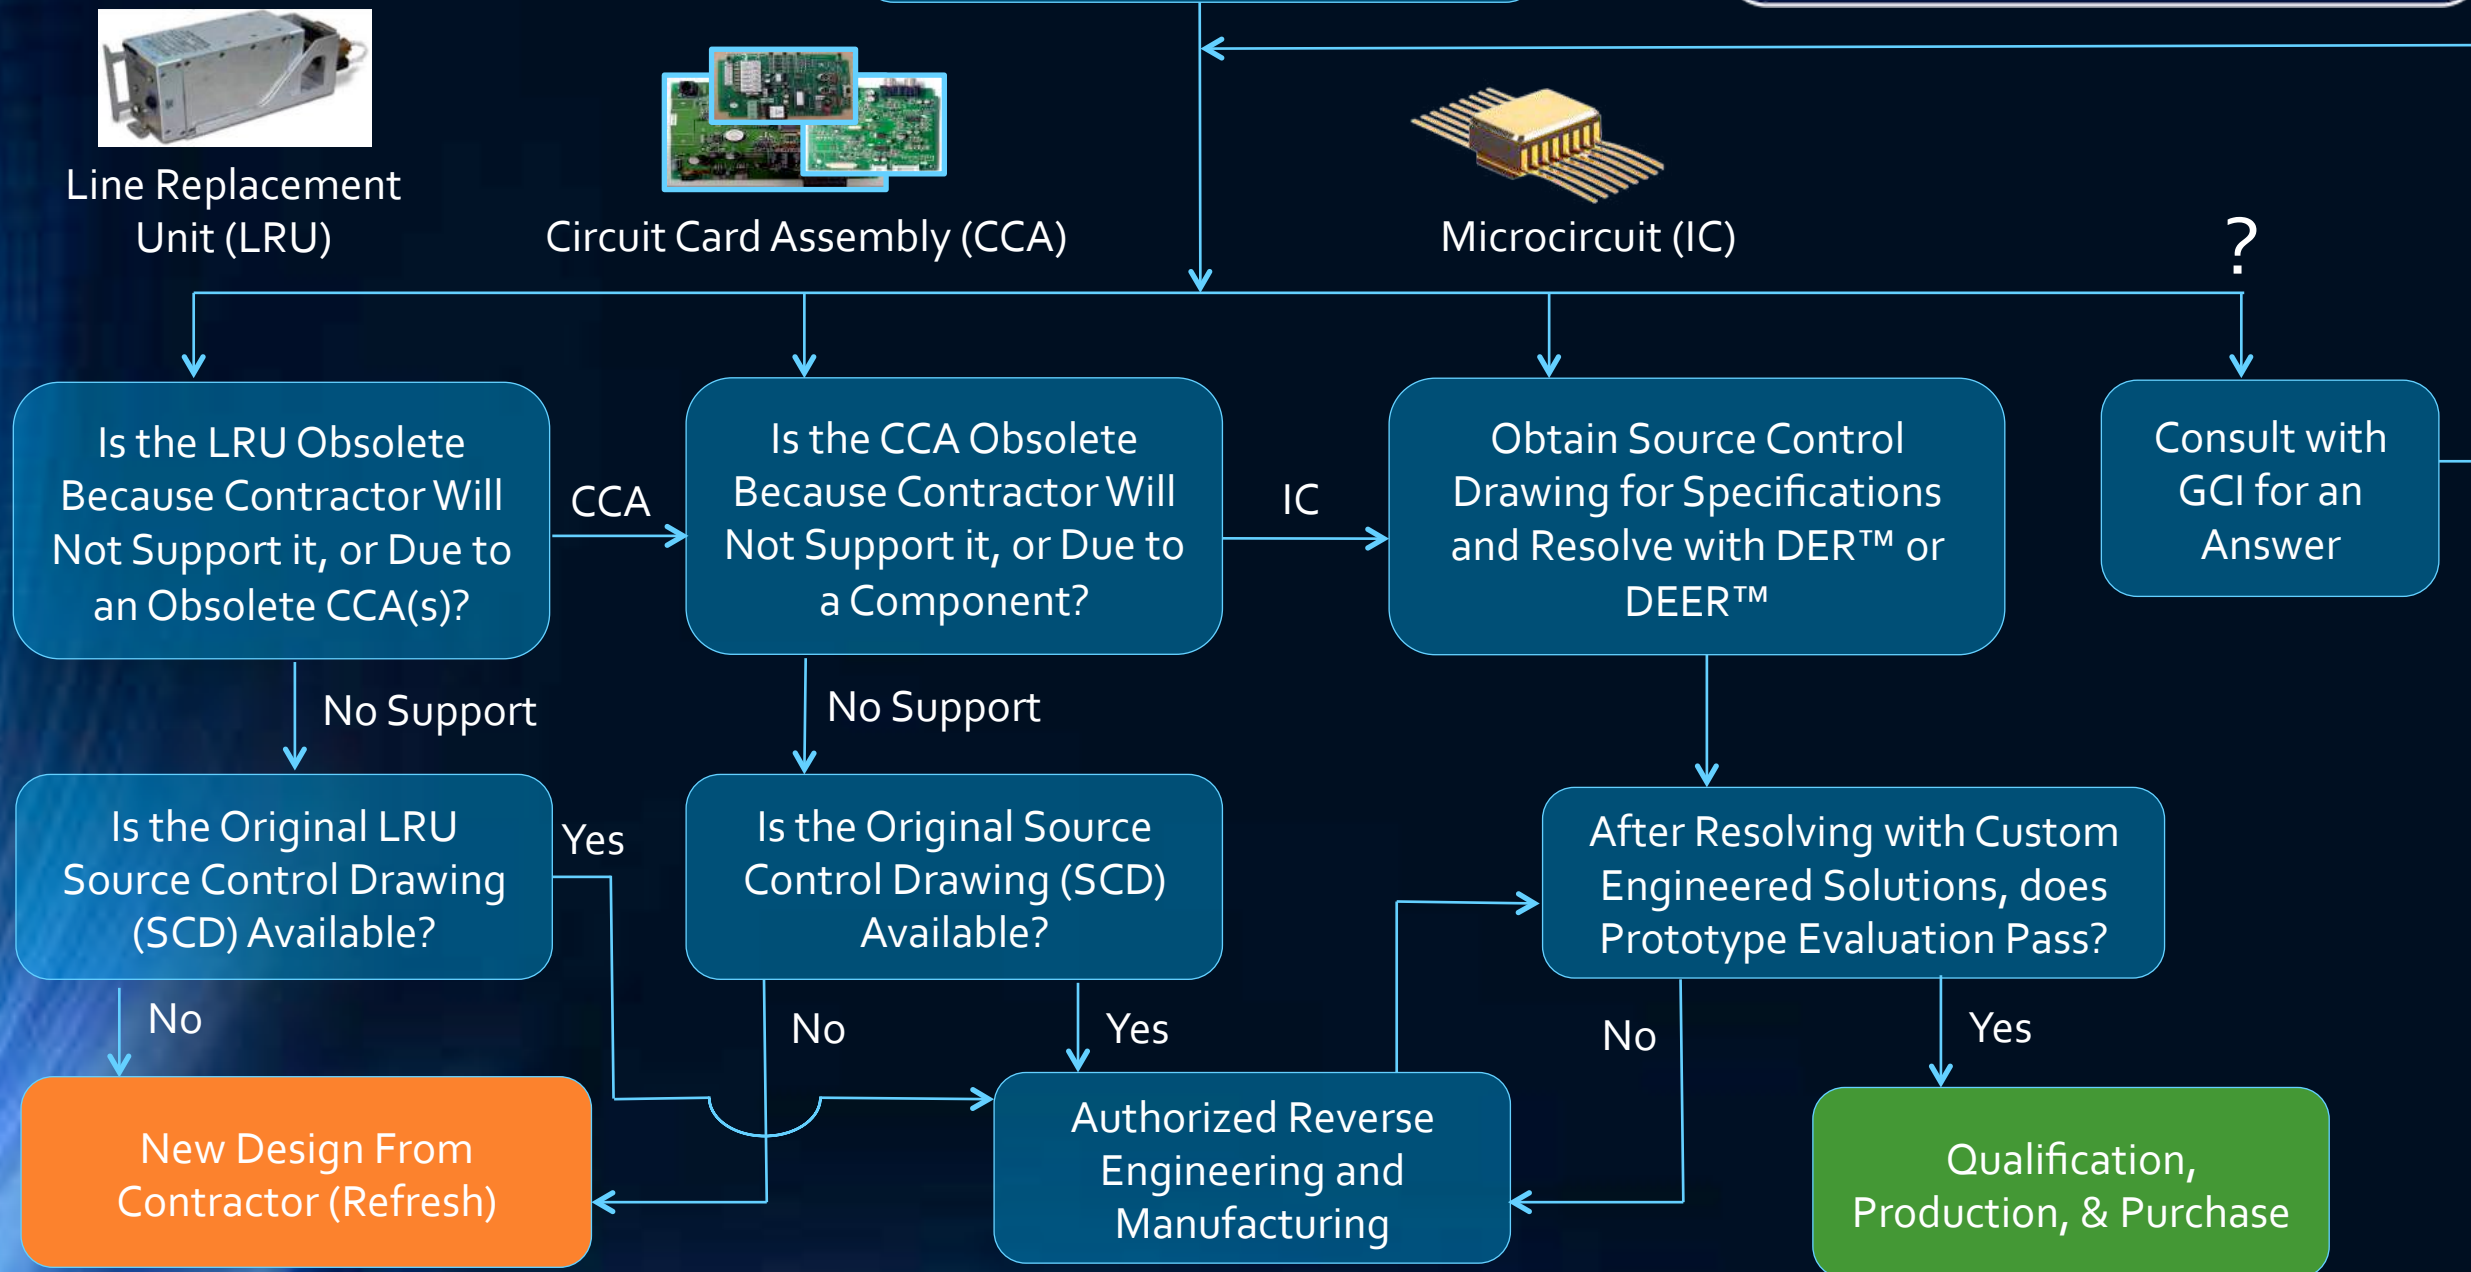 Line Replacement
Unit (LRU)
Circuit Card Assembly (CCA)
Microcircuit (IC)
?
Is the LRU Obsolete
Because Contractor Will
Not Support it, or Due to
an Obsolete CCA(s)?
CCA
Is the CCA Obsolete
Because Contractor Will
Not Support it, or Due to
a Component?
IC
Obtain Source Control
Drawing for Specifications
and Resolve with DER™ or
DEER™
Consult with
GCI for an
Answer
No Support
No Support
Is the Original LRU
Source Control Drawing
(SCD) Available?
Yes
Is the Original Source
Control Drawing (SCD)
Available?
After Resolving with Custom
Engineered Solutions, does
Prototype Evaluation Pass?
No
No
Yes
No
Yes
New Design From
Contractor (Refresh)
Authorized Reverse
Engineering and
Manufacturing
Qualification,
Production, & Purchase